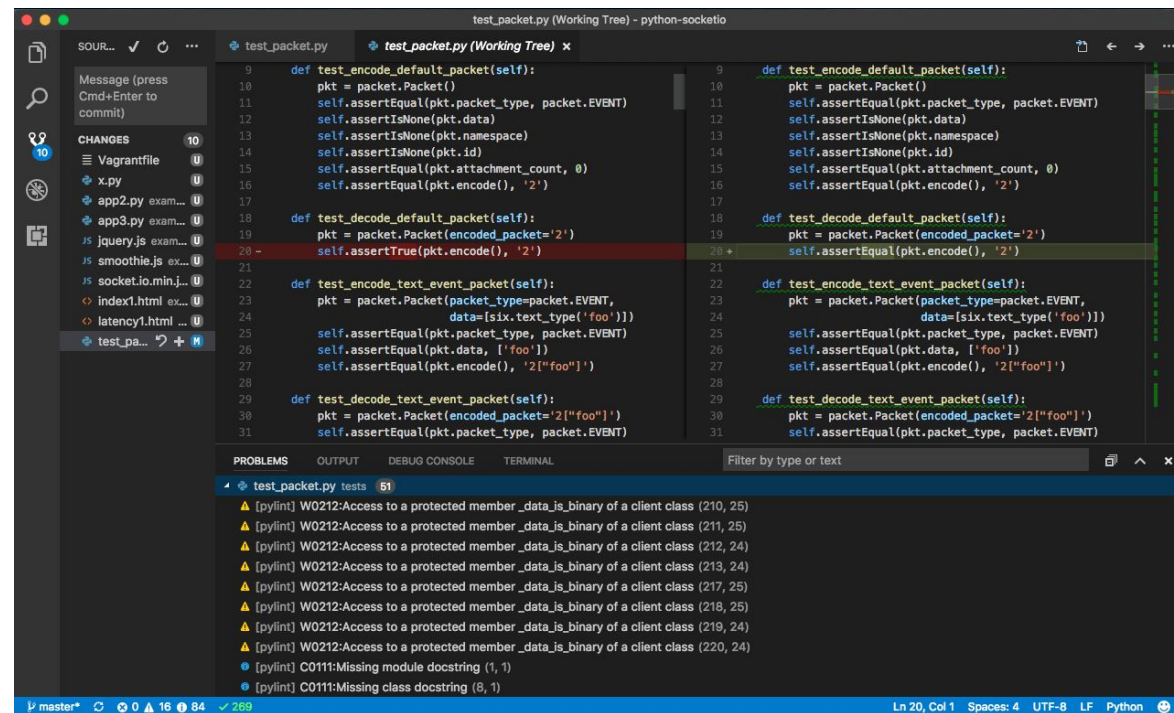 test_packet.py (Working Tree) - python-socketio
SOUR... ✓ ...
Message (press
Cmd+Enter to
commit)
CHANGES 10
Vagrantfile U
x.py U
app2.py exam... U
app3.py exam... U
JS jquery.js exam... U
JS smoothie.js ex... U
JS socket.io.min.j... U
<> index1.html ex... U
<> latency1.html ... U
test_pa... + M
10
test_packet.py test_packet.py (Working Tree) ×
9 def test_encode_default_packet(self):
10 pkt = packet.Packet()
11 self.assertEqual(pkt.packet_type, packet.EVENT)
12 self.assertIsNone(pkt.data)
13 self.assertIsNone(pkt.namespace)
14 self.assertIsNone(pkt.id)
15 self.assertEqual(pkt.attachment_count, 0)
16 self.assertEqual(pkt.encode(), '2')
17
18 def test_decode_default_packet(self):
19 pkt = packet.Packet(encoded_packet='2')
20 - self.assertTrue(pkt.encode(), '2')
21
22 def test_encode_text_event_packet(self):
23 pkt = packet.Packet(packet_type=packet.EVENT,
24 data=[six.text_type('foo')])
25 self.assertEqual(pkt.packet_type, packet.EVENT)
26 self.assertEqual(pkt.data, ['foo'])
27 self.assertEqual(pkt.encode(), '2["foo"]')
28
29 def test_decode_text_event_packet(self):
30 pkt = packet.Packet(encoded_packet='2["foo"]')
31 self.assertEqual(pkt.packet_type, packet.EVENT)
9 def test_encode_default_packet(self):
10 pkt = packet.Packet()
11 self.assertEqual(pkt.packet_type, packet.EVENT)
12 self.assertIsNone(pkt.data)
13 self.assertIsNone(pkt.namespace)
14 self.assertIsNone(pkt.id)
15 self.assertEqual(pkt.attachment_count, 0)
16 self.assertEqual(pkt.encode(), '2')
17
18 def test_decode_default_packet(self):
19 pkt = packet.Packet(encoded_packet='2')
20 + self.assertEqual(pkt.encode(), '2')
21
22 def test_encode_text_event_packet(self):
23 pkt = packet.Packet(packet_type=packet.EVENT,
24 data=[six.text_type('foo')])
25 self.assertEqual(pkt.packet_type, packet.EVENT)
26 self.assertEqual(pkt.data, ['foo'])
27 self.assertEqual(pkt.encode(), '2["foo"]')
28
29 def test_decode_text_event_packet(self):
30 pkt = packet.Packet(encoded_packet='2["foo"]')
31 self.assertEqual(pkt.packet_type, packet.EVENT)
PROBLEMS OUTPUT DEBUG CONSOLE TERMINAL Filter by type or text
test_packet.py tests 51
[pylint] W0212:Access to a protected member _data_is_binary of a client class (210, 25)
[pylint] W0212:Access to a protected member _data_is_binary of a client class (211, 25)
[pylint] W0212:Access to a protected member _data_is_binary of a client class (212, 24)
[pylint] W0212:Access to a protected member _data_is_binary of a client class (213, 24)
[pylint] W0212:Access to a protected member _data_is_binary of a client class (217, 25)
[pylint] W0212:Access to a protected member _data_is_binary of a client class (218, 25)
[pylint] W0212:Access to a protected member _data_is_binary of a client class (219, 24)
[pylint] W0212:Access to a protected member _data_is_binary of a client class (220, 24)
[pylint] C0111:Missing module docstring (1, 1)
[pylint] C0111:Missing class docstring (8, 1)
master* 0 16 84 ✓ 269 Ln 20, Col 1 Spaces: 4 UTF-8 LF Python